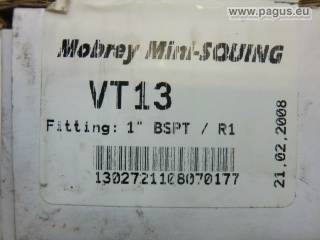 © www.pagus.eu
Mobrey Mini-SQUING
VT13
Fitting: 1" BSPT / R1
1302721108070177
21,02,2008